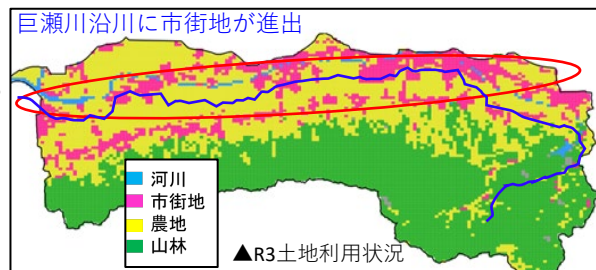 巨瀬川沿川に市街地が進出
河川
市街地
農地
山林
▲R3土地利用状況